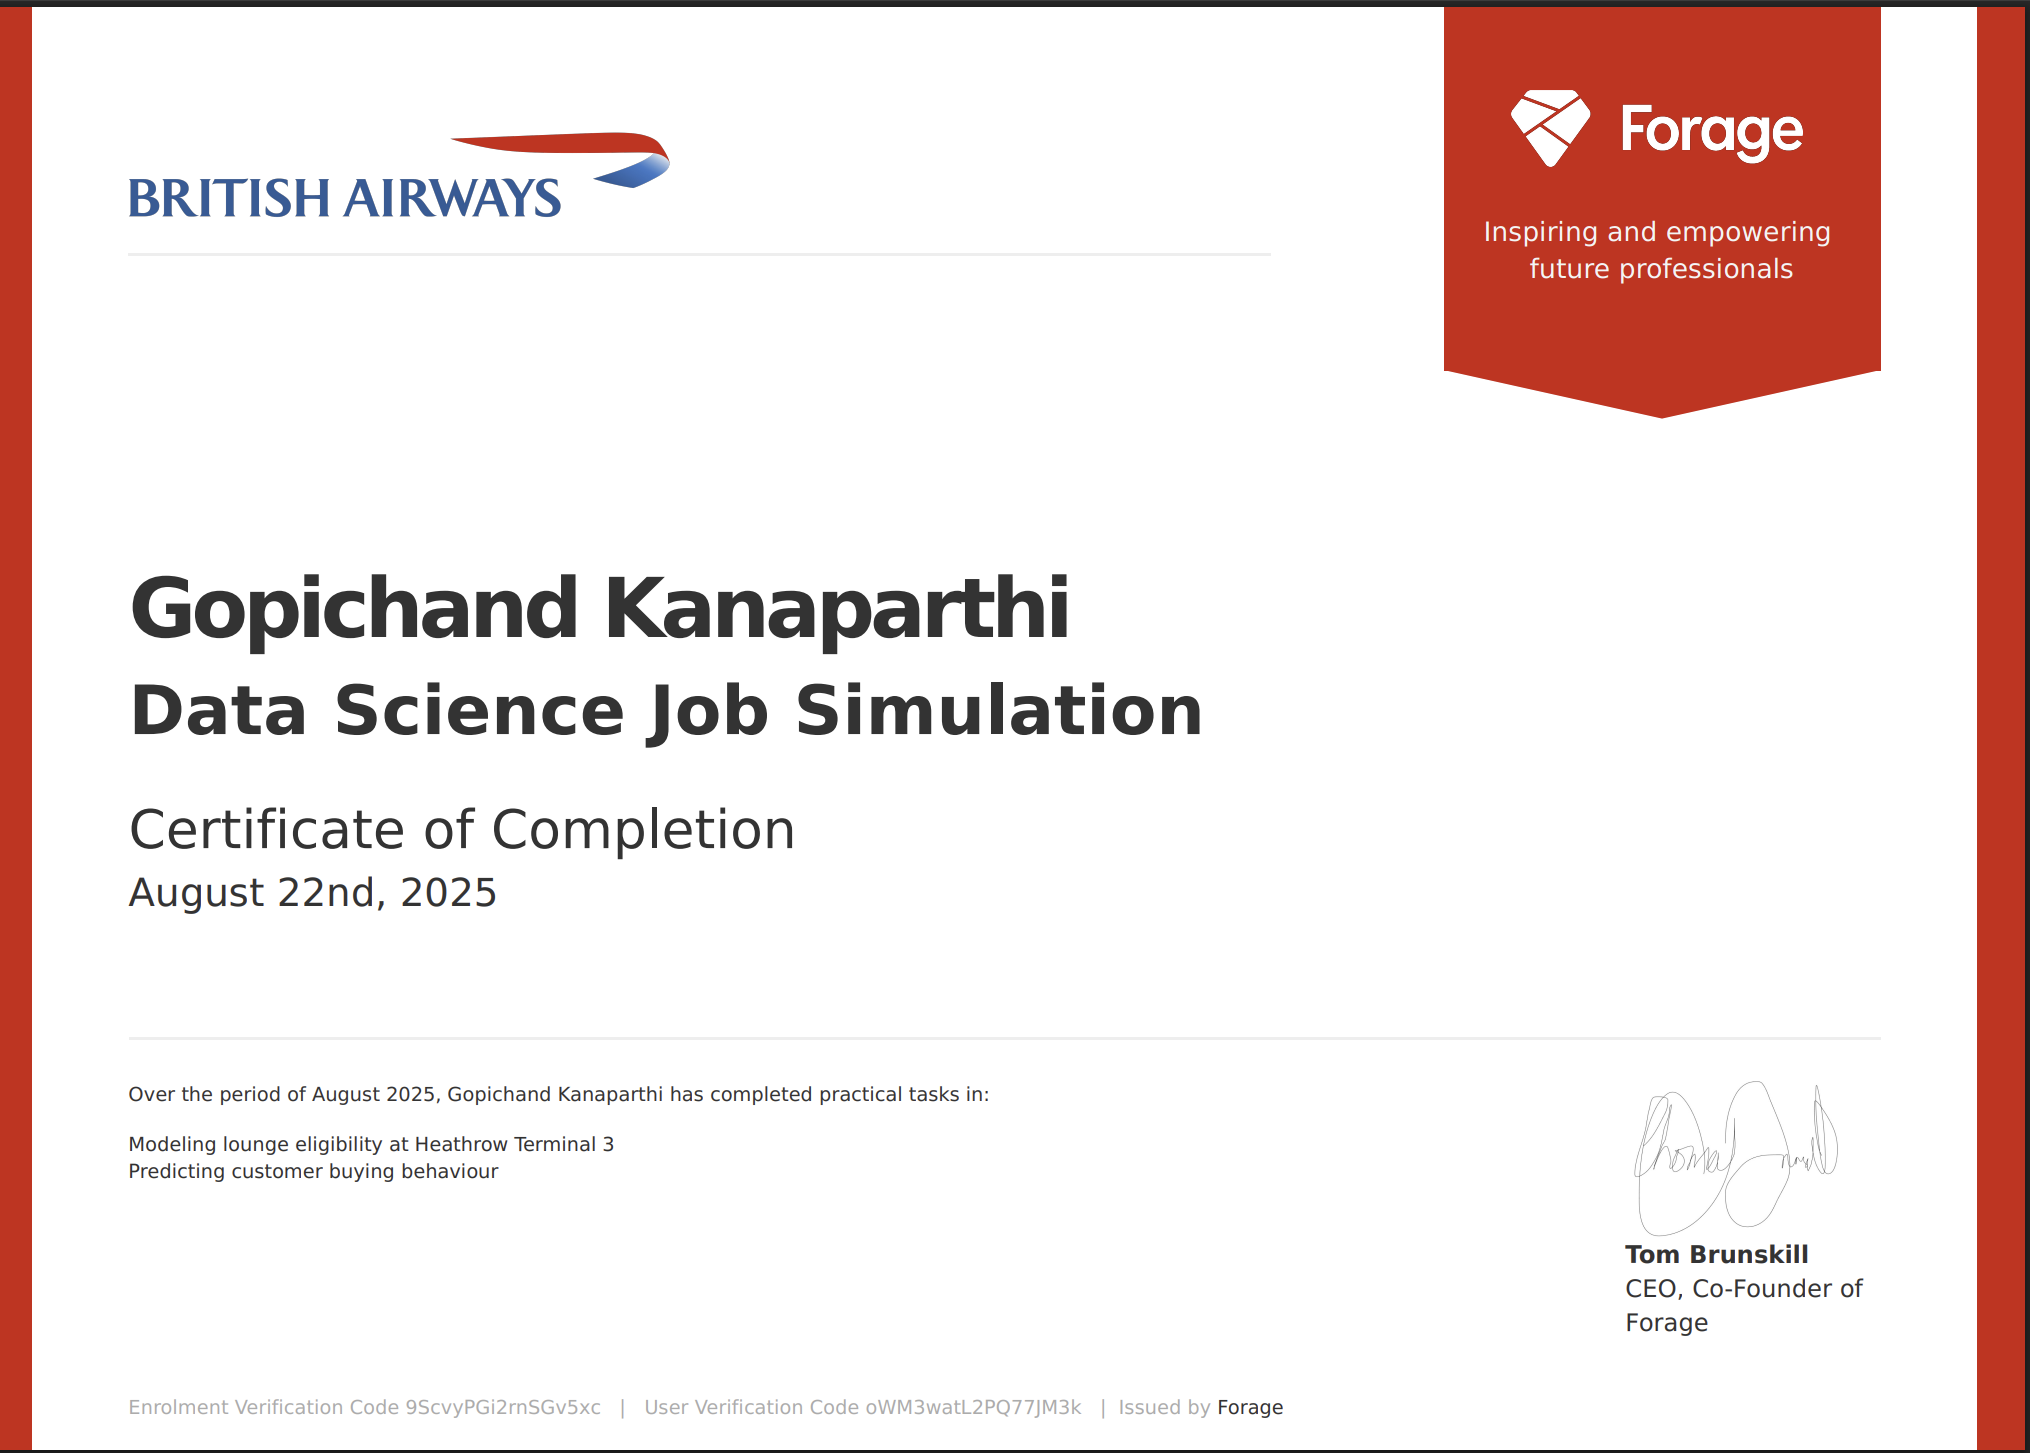 BRITISH AIRWAYS
Forage
Inspiring and empowering
future professionals
Gopichand Kanaparthi
Data Science Job Simulation
Certificate of Completion
August 22nd, 2025
Over the period of August 2025, Gopichand Kanaparthi has completed practical tasks in:
Modeling lounge eligibility at Heathrow Terminal 3
Predicting customer buying behaviour
Tom Brunskill
CEO, Co-Founder of
Forage
Enrolment Verification Code 9ScvyPGi2rnSGv5xc | User Verification Code oWM3watL2PQ77JM3k | Issued by Forage